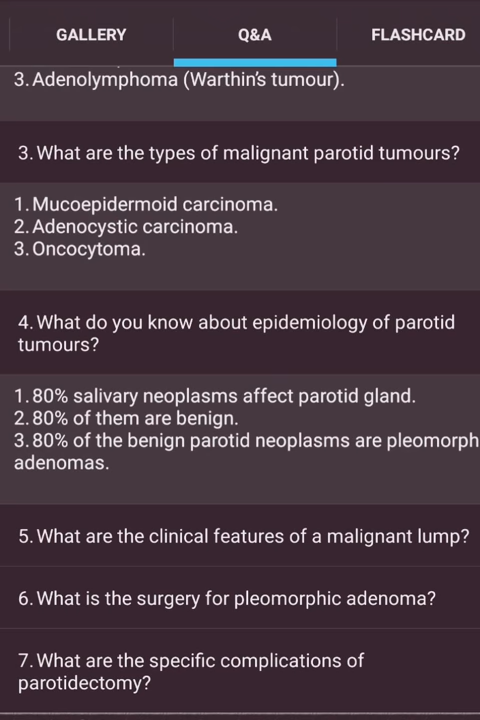 GALLERY Q&A FLASHCARD
3. Adenolymphoma (Warthin's tumour).
3. What are the types of malignant parotid tumours?
1. Mucoepidermoid carcinoma.
2. Adenocystic carcinoma.
3. Oncocytoma.
4. What do you know about epidemiology of parotid
tumours?
1. 80% salivary neoplasms affect parotid gland.
2. 80% of them are benign.
3. 80% of the benign parotid neoplasms are pleomorph
adenomas.
5. What are the clinical features of a malignant lump?
6. What is the surgery for pleomorphic adenoma?
7. What are the specific complications of
parotidectomy?